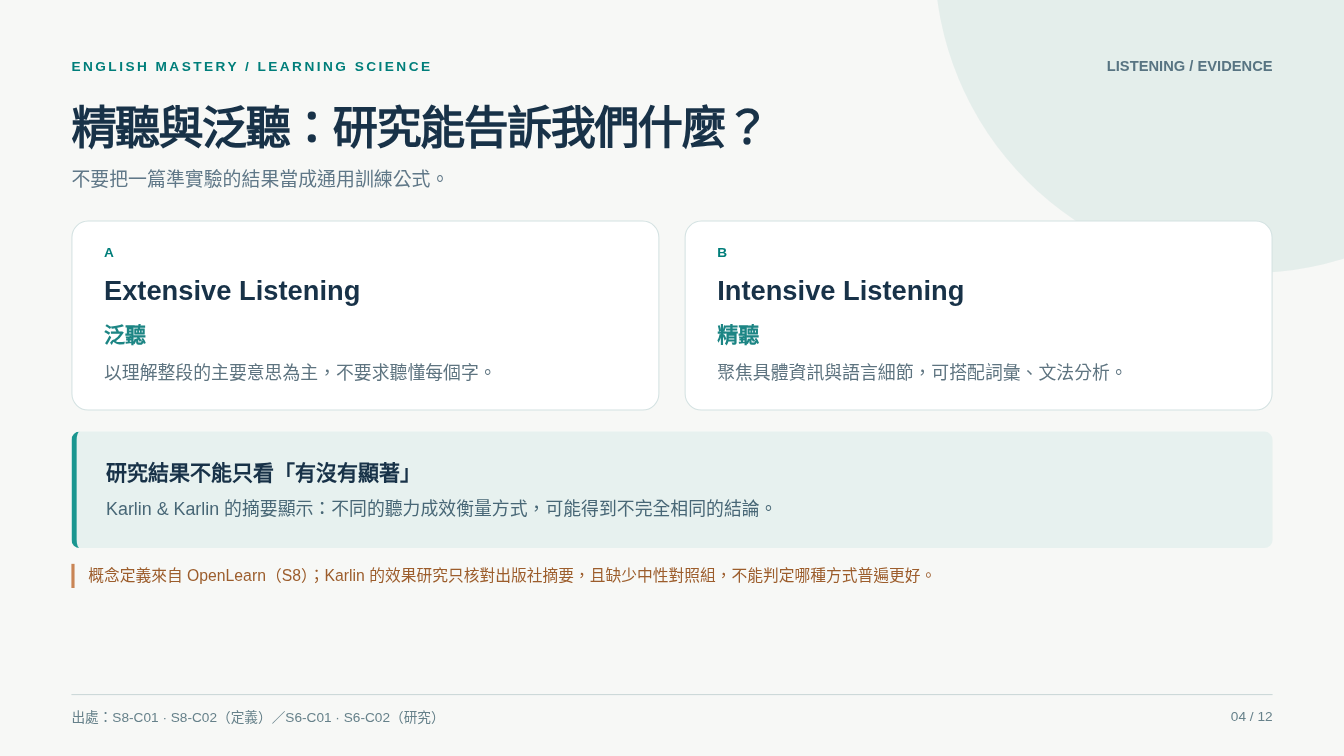 ENGLISH MASTERY / LEARNING SCIENCE
LISTENING / EVIDENCE
精聽與泛聽：研究能告訴我們什麼？
不要把一篇準實驗的結果當成通用訓練公式。
A
Extensive Listening
泛聽
以理解整段的主要意思為主，不要求聽懂每個字。
B
Intensive Listening
精聽
聚焦具體資訊與語言細節，可搭配詞彙、文法分析。
研究結果不能只看「有沒有顯著」
Karlin & Karlin 的摘要顯示：不同的聽力成效衡量方式，可能得到不完全相同的結論。
概念定義來自 OpenLearn（S8）；Karlin 的效果研究只核對出版社摘要，且缺少中性對照組，不能判定哪種方式普遍更好。
出處：S8-C01 · S8-C02（定義）／S6-C01 · S6-C02（研究）
04 / 12